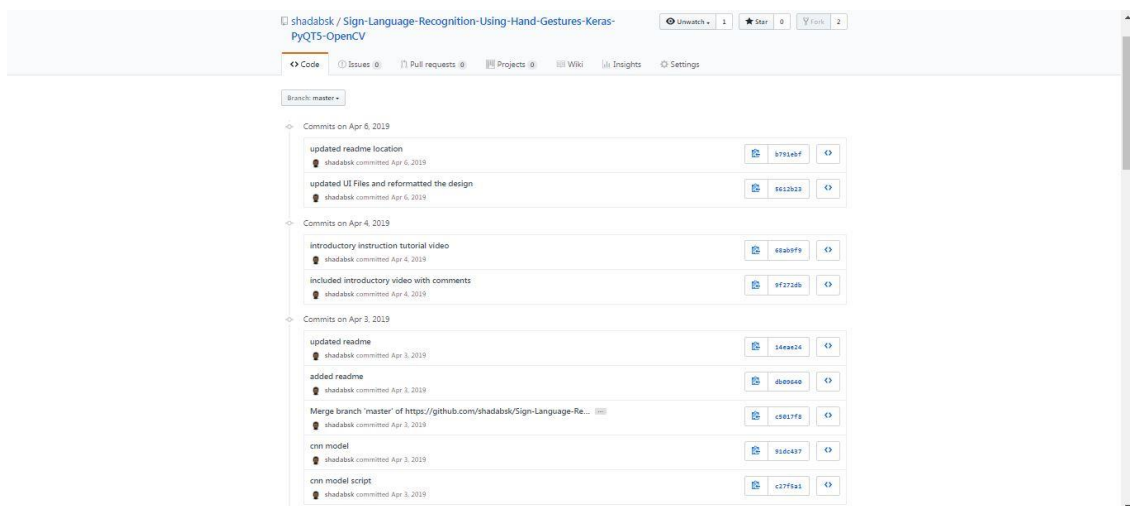 shadabsk / Sign-Language-Recognition-Using-Hand-Gestures-Keras-
PyQT5-OpenCV
Unwatch 1 Star 0 Fork 2
Code Issues 0 Pull requests 0 Projects 0 Wiki Insights Settings
Branch: master
Commits on Apr 6, 2019
updated readme location
shadabsk committed Apr 6, 2019
b791ebf
updated UI Files and reformatted the design
shadabsk committed Apr 6, 2019
5612b23
Commits on Apr 4, 2019
introductory instruction tutorial video
shadabsk committed Apr 4, 2019
68ab9f9
included introductory video with comments
shadabsk committed Apr 4, 2019
9f272db
Commits on Apr 3, 2019
updated readme
shadabsk committed Apr 3, 2019
added readme
shadabsk committed Apr 3, 2019
db09640
Merge branch 'master' of https://github.com/shadabsk/Sign-Language-Re... ...
shadabsk committed Apr 3, 2019
c5017f8
cnn model
shadabsk committed Apr 3, 2019
91dc437
cnn model script
shadabsk committed Apr 3, 2019
c27f5a1